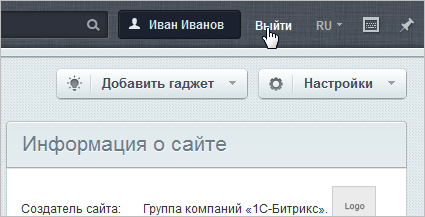 Иван Иванов Выйти RU
Добавить гаджет Настройки
Информация о сайте
Создатель сайта: Группа компаний «1С-Битрикс». Logo